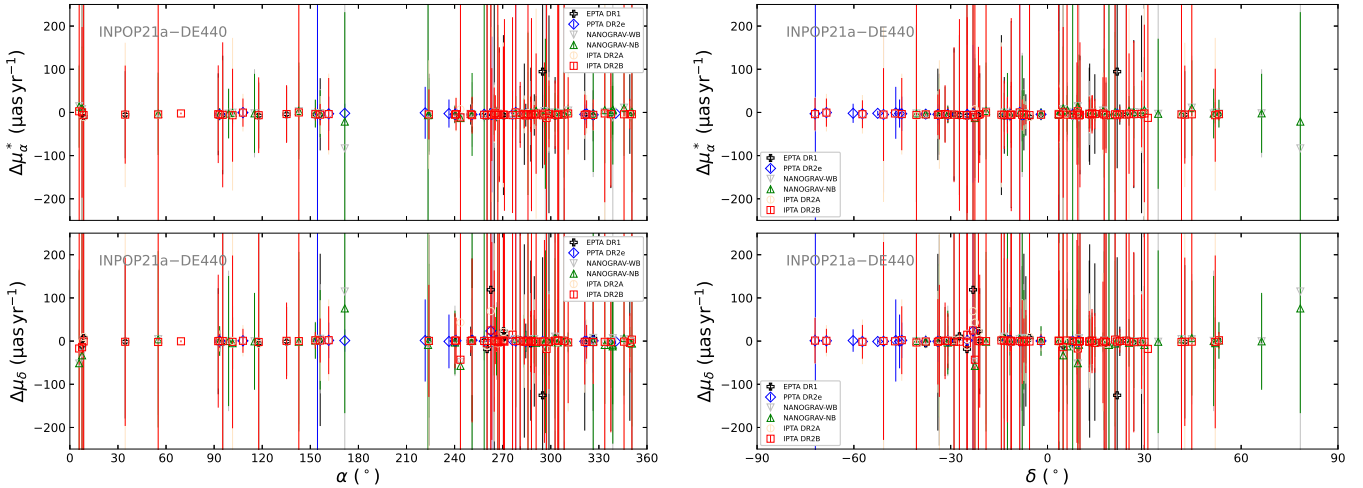 INPOP21a−DE440
EPTA DR1
PPTA DR2e
NANOGRAV-WB
NANOGRAV-NB
IPTA DR2A
IPTA DR2B
Δμ*α (μas yr−1)
200
100
0
−100
−200
INPOP21a−DE440
EPTA DR1
PPTA DR2e
NANOGRAV-WB
NANOGRAV-NB
IPTA DR2A
IPTA DR2B
Δμδ (μas yr−1)
200
100
0
−100
−200
0 30 60 90 120 150 180 210 240 270 300 330 360
α (°)
INPOP21a−DE440
EPTA DR1
PPTA DR2e
NANOGRAV-WB
NANOGRAV-NB
IPTA DR2A
IPTA DR2B
Δμ*α (μas yr−1)
200
100
0
−100
−200
INPOP21a−DE440
EPTA DR1
PPTA DR2e
NANOGRAV-WB
NANOGRAV-NB
IPTA DR2A
IPTA DR2B
Δμδ (μas yr−1)
200
100
0
−100
−200
−90 −60 −30 0 30 60 90
δ (°)